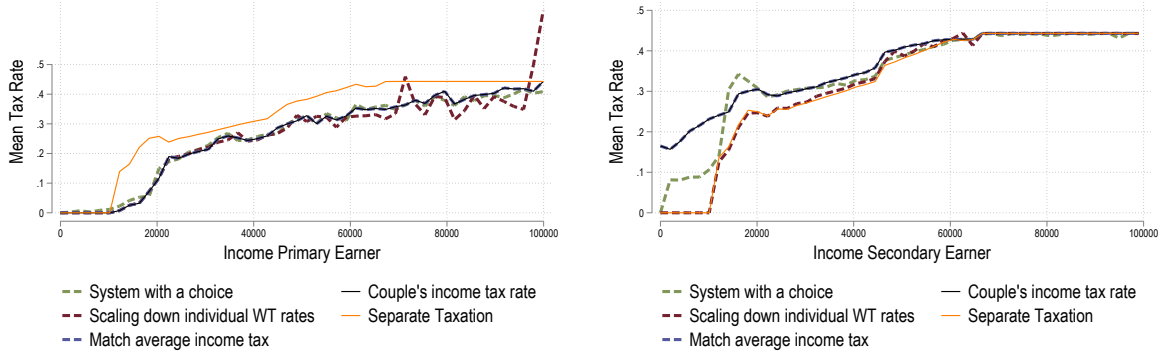 Mean Tax Rate
.5
.4
.3
.2
.1
0
0 20000 40000 60000 80000 100000
Income Primary Earner
System with a choice
Couple's income tax rate
Scaling down individual WT rates
Separate Taxation
Match average income tax
Mean Tax Rate
.5
.4
.3
.2
.1
0
0 20000 40000 60000 80000 100000
Income Secondary Earner
System with a choice
Couple's income tax rate
Scaling down individual WT rates
Separate Taxation
Match average income tax